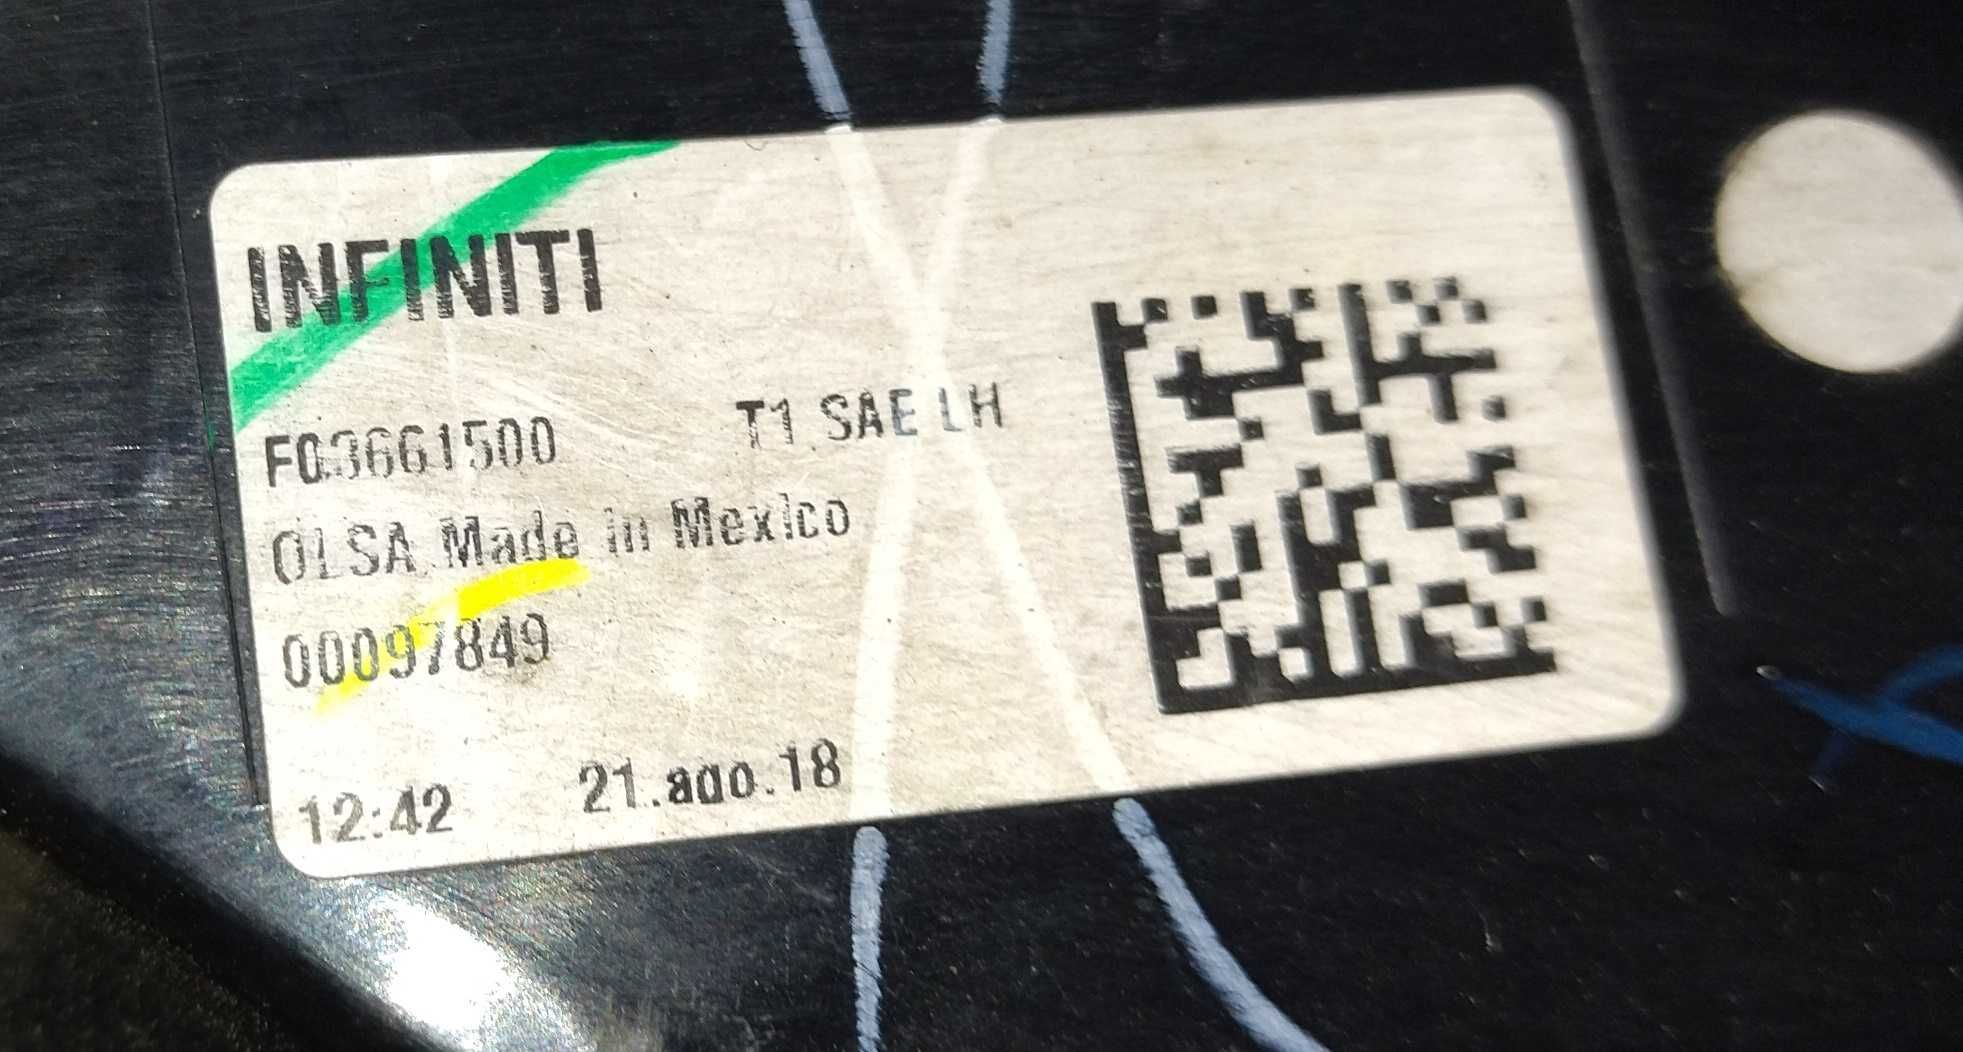 INFINITI
F03661500 T1 SAE LH
OLSA Made in Mexico
00097849
12:42 21.ago.18